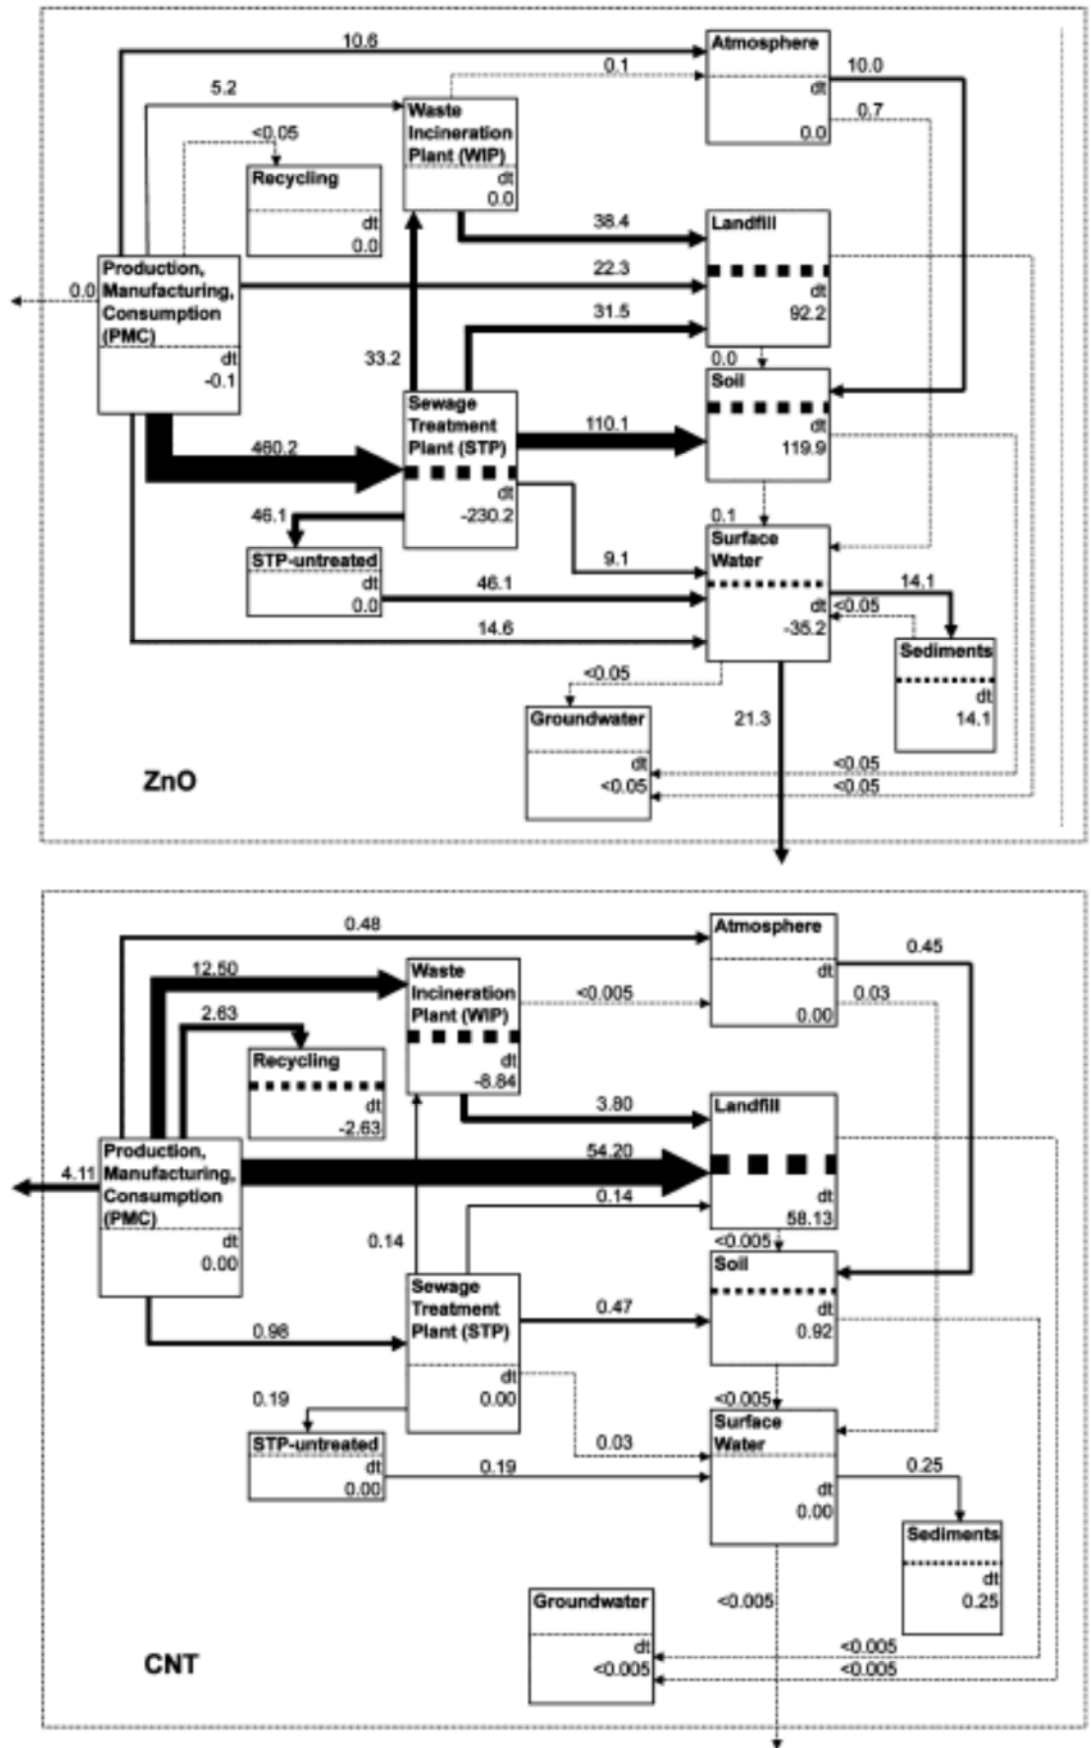 10.6
Atmosphere
0.1
10.0
dt
0.7
0.0
5.2
Waste
Incineration
Plant (WIP)
dt
0.0
<0.05
Recycling
dt
0.0
38.4
Landfill
22.3
dt
92.2
31.5
0.0
Production,
Manufacturing,
Consumption
(PMC)
dt
-0.1
33.2
0.0
Soil
dt
119.9
Sewage
Treatment
Plant (STP)
dt
-230.2
110.1
460.2
46.1
0.1
Surface
Water
dt
-35.2
9.1
STP-untreated
dt
0.0
46.1
14.6
14.1
<0.05
Sediments
dt
14.1
<0.05
21.3
Groundwater
dt
<0.05
<0.05
<0.05
ZnO
0.48
Atmosphere
0.45
dt
0.03
0.00
12.50
Waste
Incineration
Plant (WIP)
dt
-8.84
<0.005
2.63
Recycling
dt
-2.63
3.80
Landfill
54.20
dt
58.13
0.14
4.11
Production,
Manufacturing,
Consumption
(PMC)
dt
0.00
0.14
<0.005
Soil
dt
0.92
Sewage
Treatment
Plant (STP)
dt
0.00
0.47
0.98
0.19
<0.005
Surface
Water
dt
0.00
0.03
STP-untreated
dt
0.00
0.19
0.25
Sediments
dt
0.25
<0.005
Groundwater
dt
<0.005
<0.005
<0.005
CNT